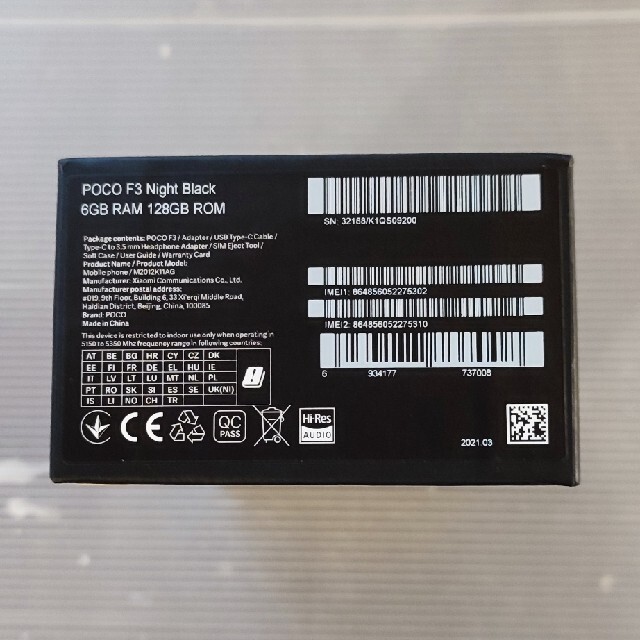 POCO F3 Night Black
6GB RAM 128GB ROM
Package contents: POCO F3 / Adapter / USB Type-C Cable /
Type-C to 3.5 mm Headphone Adapter / SIM Eject Tool /
Soft Case / User Guide / Warranty Card
Product Name / Product Model:
Mobile phone / M2012K11AG
Manufacturer: Xiaomi Communications Co., Ltd.
Manufacturer postal address:
#019, 9th Floor, Building 6, 33 Xi'erqi Middle Road,
Haidian District, Beijing, China, 100085
Brand: POCO
Made in China
This device is restricted to indoor use only when operating in
5150 to 5350 Mhz frequency range in following countries:
AT BE BG HR CY CZ DK
EE FI FR DE EL HU IE
IT LV LT LU MT NL PL
PT RO SK SI ES SE UK(NI)
IS LI NO CH TR
CE
QC
PASS
Hi-Res
AUDIO
SN: 32158/K1QS09200
IMEI1: 864856052275302
IMEI2: 864856052275310
6 934177 737008
2021.03